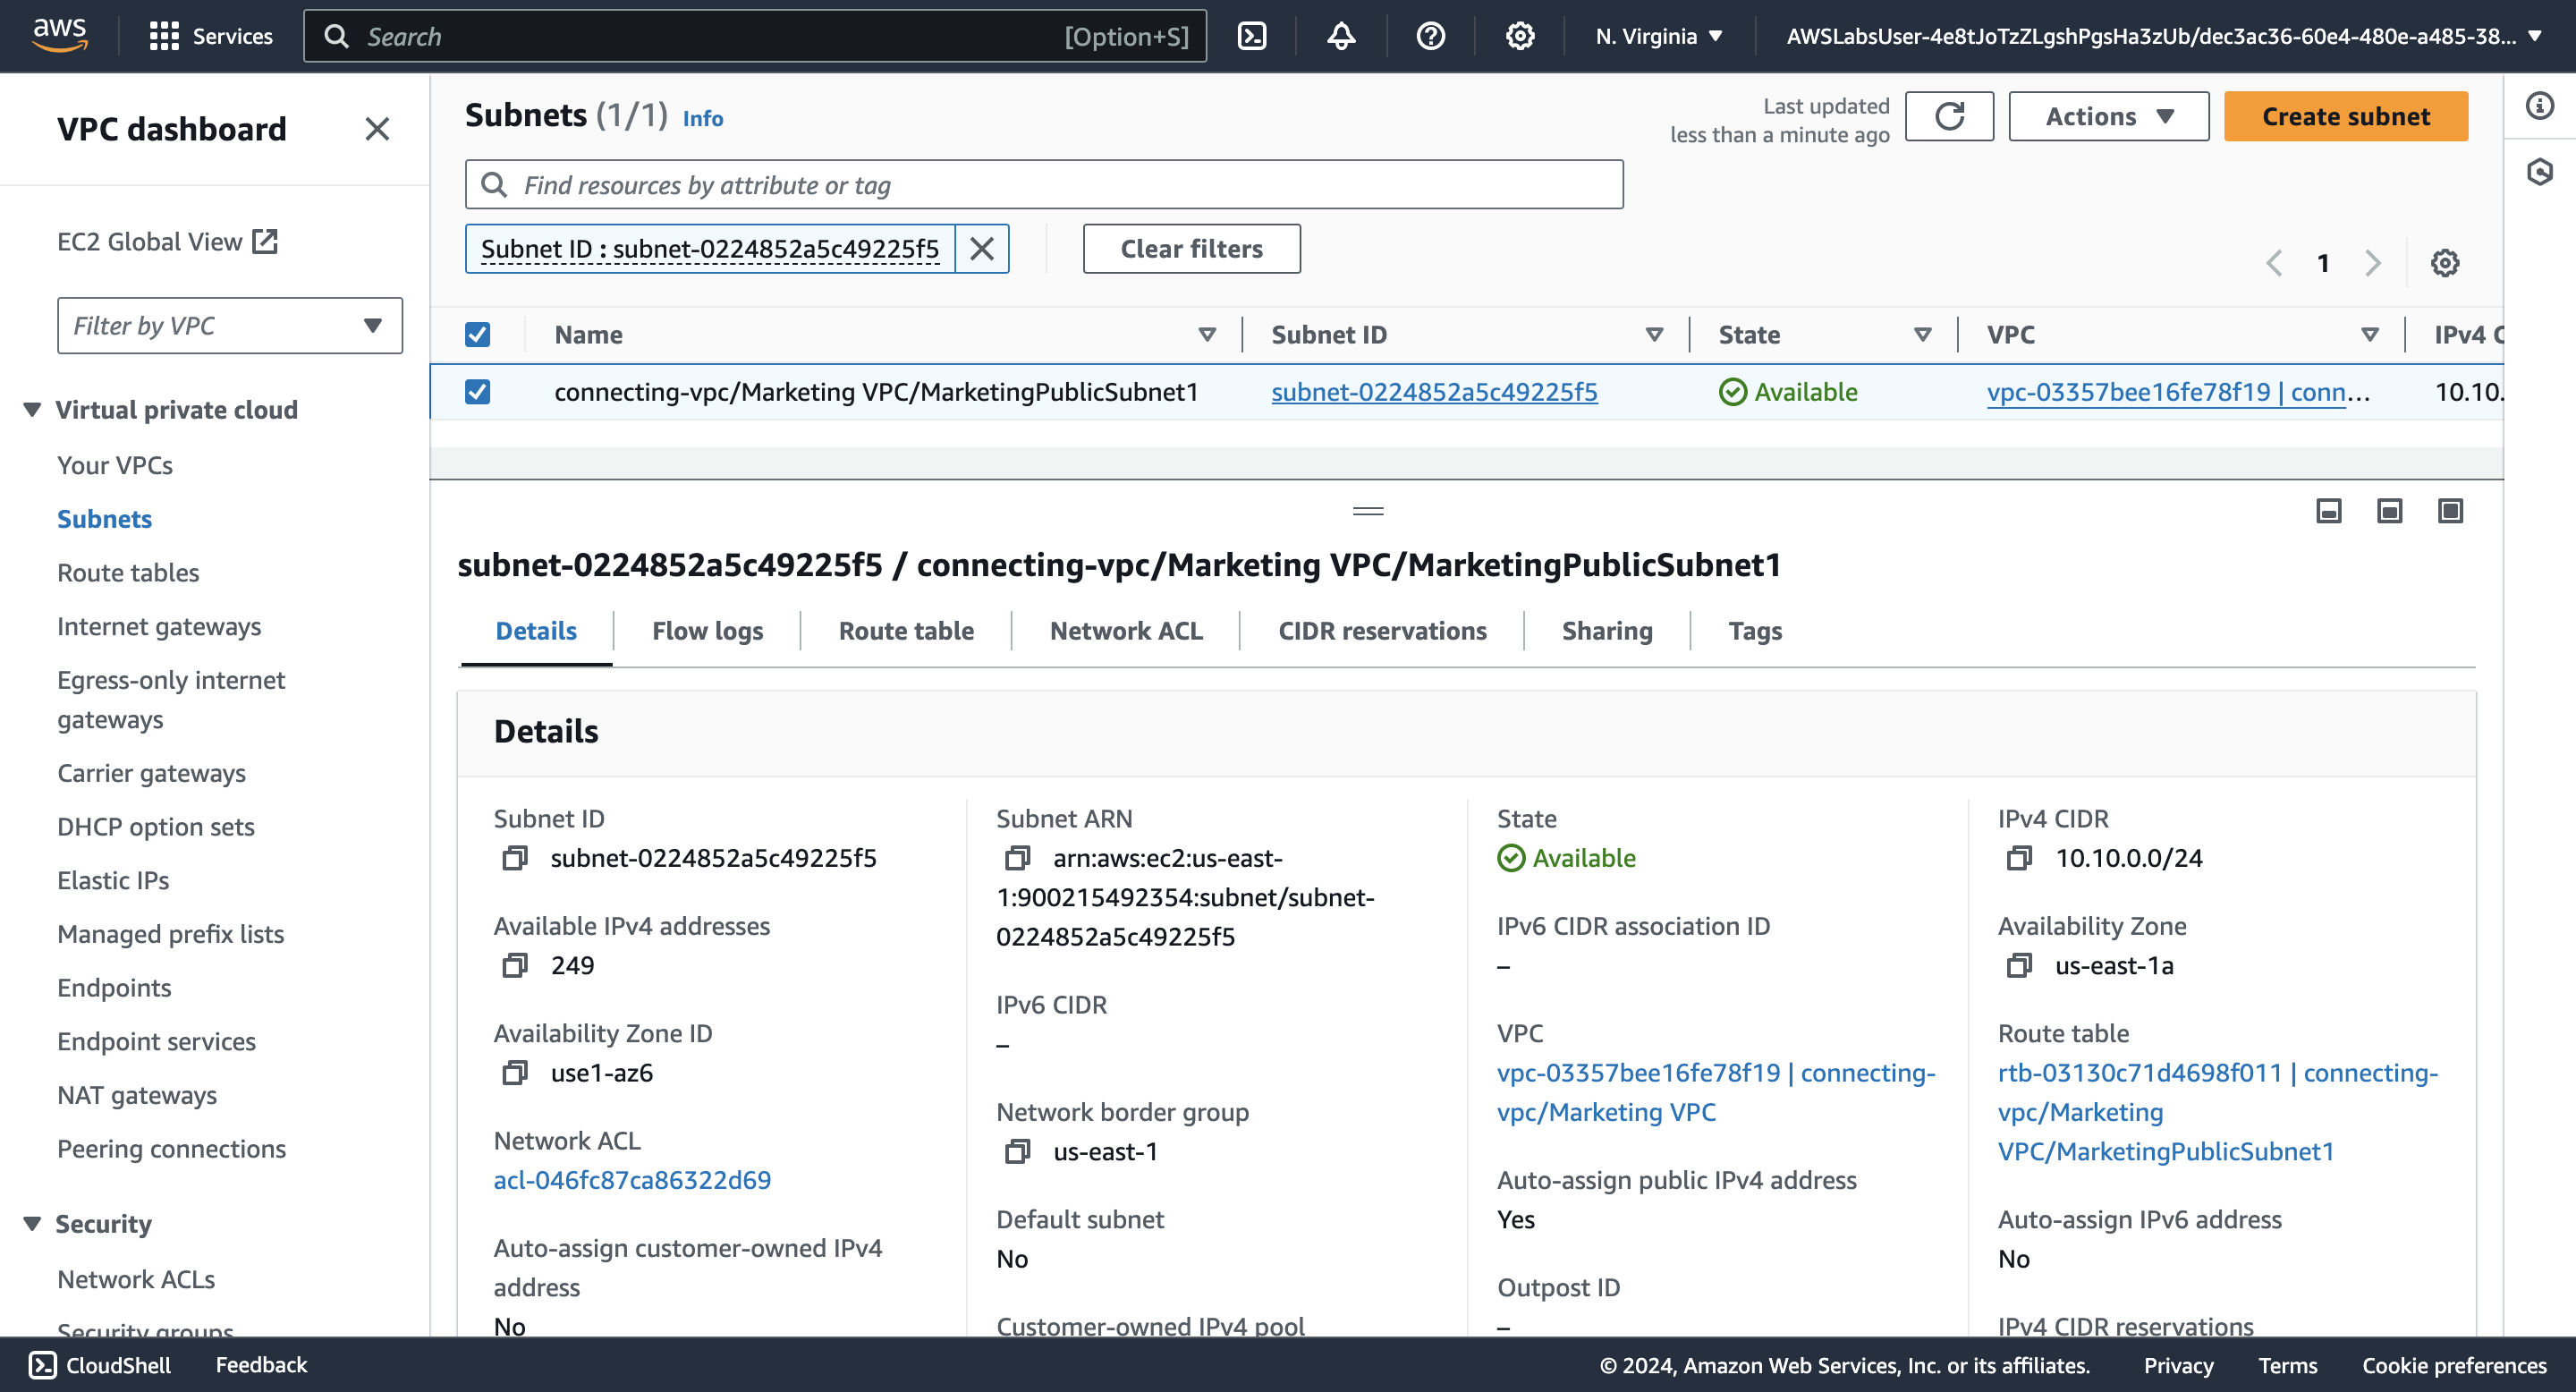 aws
Services
Search
[Option+S]
N. Virginia
AWSLabsUser-4e8tJoTzZLgshPgsHa3zUb/dec3ac36-60e4-480e-a485-38...
VPC dashboard
EC2 Global View
Filter by VPC
Virtual private cloud
Your VPCs
Subnets
Route tables
Internet gateways
Egress-only internet
gateways
Carrier gateways
DHCP option sets
Elastic IPs
Managed prefix lists
Endpoints
Endpoint services
NAT gateways
Peering connections
Security
Network ACLs
Security groups
Subnets (1/1) Info
Last updated
less than a minute ago
Actions
Create subnet
Find resources by attribute or tag
Subnet ID : subnet-0224852a5c49225f5
Clear filters
1
Name
Subnet ID
State
VPC
IPv4 C
connecting-vpc/Marketing VPC/MarketingPublicSubnet1
subnet-0224852a5c49225f5
Available
vpc-03357bee16fe78f19 | conn...
10.10.
subnet-0224852a5c49225f5 / connecting-vpc/Marketing VPC/MarketingPublicSubnet1
Details
Flow logs
Route table
Network ACL
CIDR reservations
Sharing
Tags
Details
Subnet ID
subnet-0224852a5c49225f5
Available IPv4 addresses
249
Availability Zone ID
use1-az6
Network ACL
acl-046fc87ca86322d69
Auto-assign customer-owned IPv4
address
No
Subnet ARN
arn:aws:ec2:us-east-
1:900215492354:subnet/subnet-
0224852a5c49225f5
IPv6 CIDR
–
Network border group
us-east-1
Default subnet
No
Customer-owned IPv4 pool
State
Available
IPv6 CIDR association ID
–
VPC
vpc-03357bee16fe78f19 | connecting-
vpc/Marketing VPC
Auto-assign public IPv4 address
Yes
Outpost ID
–
IPv4 CIDR
10.10.0.0/24
Availability Zone
us-east-1a
Route table
rtb-03130c71d4698f011 | connecting-
vpc/Marketing
VPC/MarketingPublicSubnet1
Auto-assign IPv6 address
No
IPv4 CIDR reservations
CloudShell
Feedback
© 2024, Amazon Web Services, Inc. or its affiliates.
Privacy
Terms
Cookie preferences